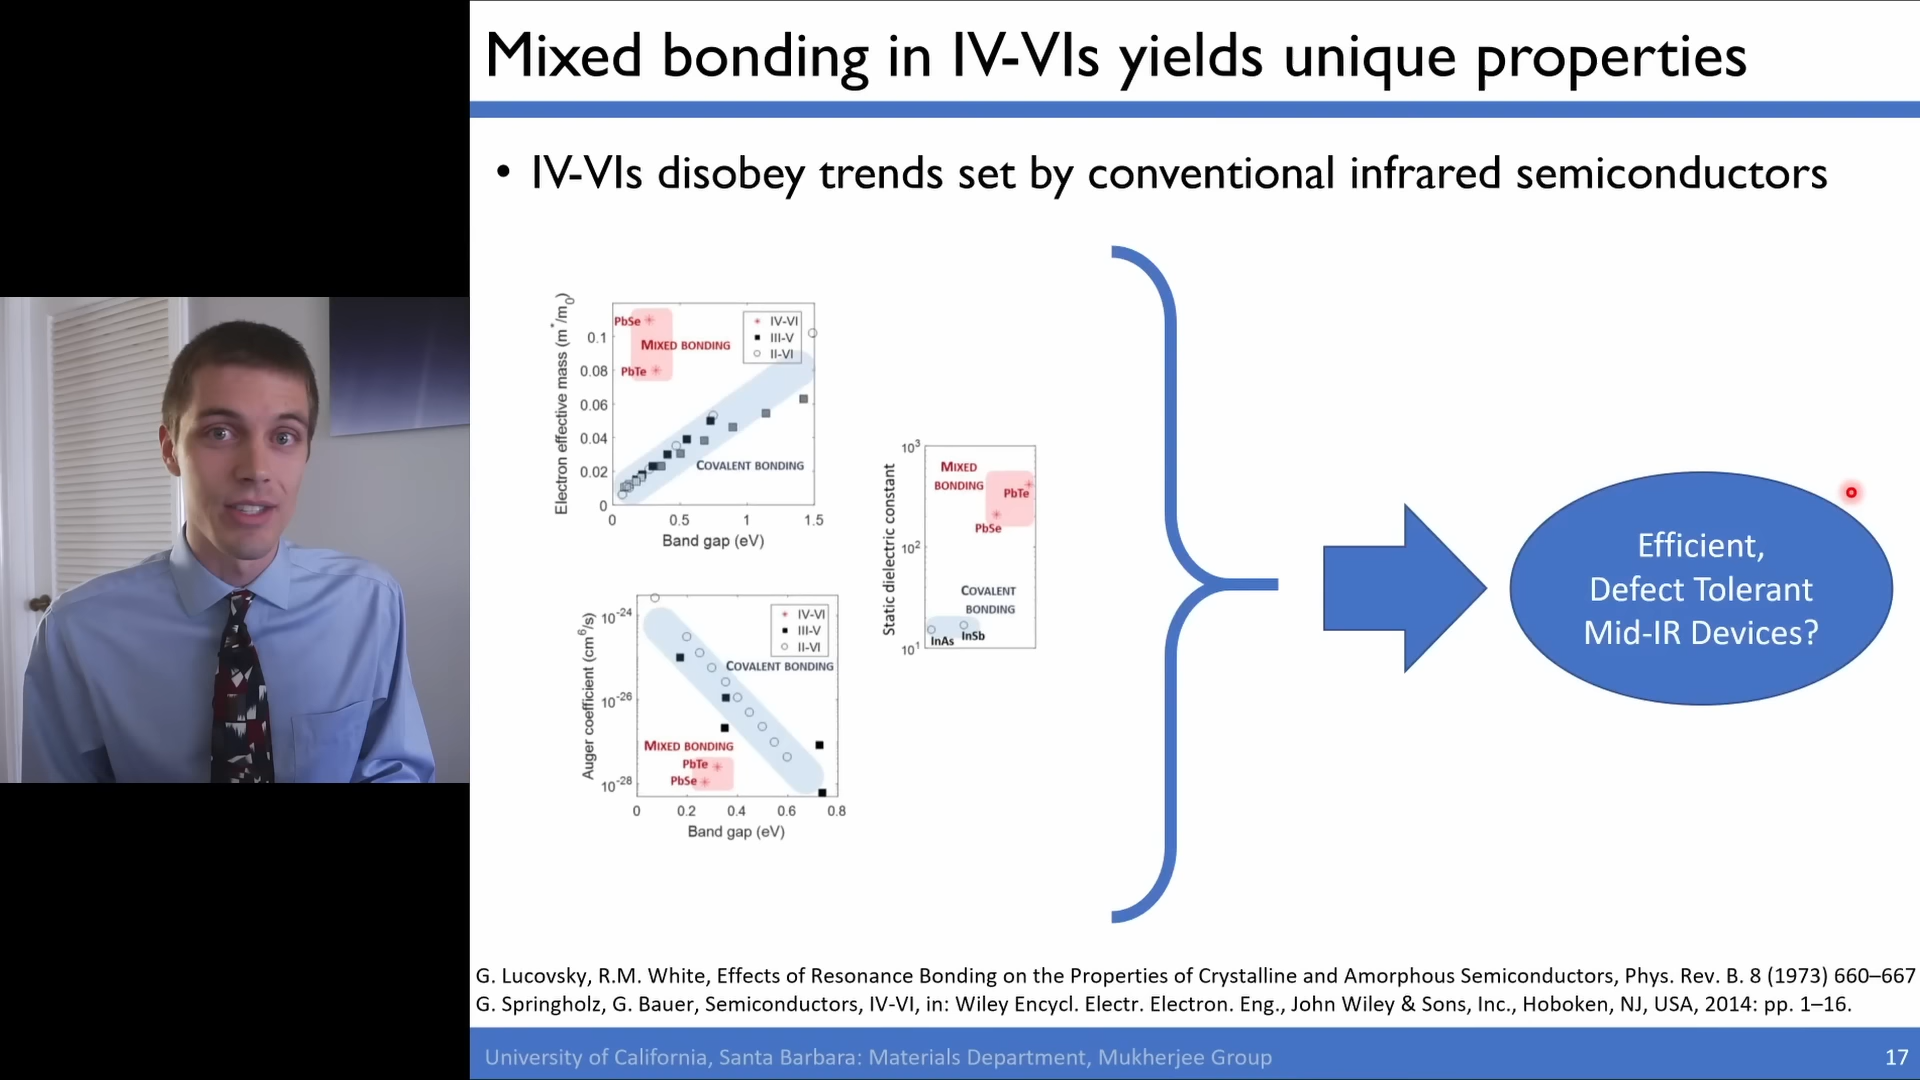 Mixed bonding in IV-VIs yields unique properties
• IV-VIs disobey trends set by conventional infrared semiconductors
Electron effective mass (m*/m0)
0.1
0.08
0.06
0.04
0.02
0
0
0.5
1
1.5
Band gap (eV)
PbSe
MIXED BONDING
PbTe
IV-VI
III-V
II-VI
COVALENT BONDING
Auger coefficient (cm6/s)
10-24
10-26
10-28
0
0.2
0.4
0.6
0.8
Band gap (eV)
IV-VI
III-V
II-VI
COVALENT BONDING
MIXED BONDING
PbTe
PbSe
Static dielectric constant
103
102
101
MIXED
BONDING
PbTe
PbSe
COVALENT
BONDING
InAs
InSb
Efficient,
Defect Tolerant
Mid-IR Devices?
G. Lucovsky, R.M. White, Effects of Resonance Bonding on the Properties of Crystalline and Amorphous Semiconductors, Phys. Rev. B. 8 (1973) 660–667
G. Springholz, G. Bauer, Semiconductors, IV-VI, in: Wiley Encycl. Electr. Electron. Eng., John Wiley & Sons, Inc., Hoboken, NJ, USA, 2014: pp. 1–16.
University of California, Santa Barbara: Materials Department, Mukherjee Group
17